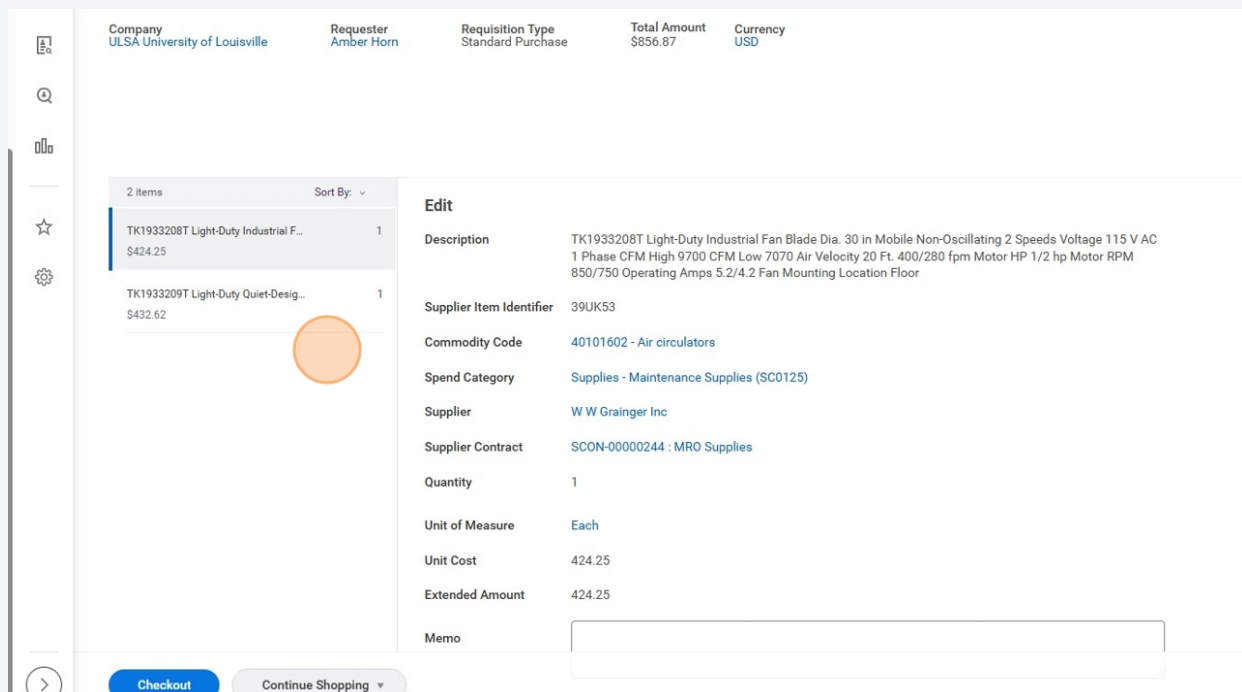 Company Requester Requisition Type Total Amount Currency
ULSA University of Louisville Amber Horn Standard Purchase $856.87 USD
2 items Sort By:
TK1933208T Light-Duty Industrial F... 1
$424.25
TK1933209T Light-Duty Quiet-Desig... 1
$432.62
Edit
Description TK1933208T Light-Duty Industrial Fan Blade Dia. 30 in Mobile Non-Oscillating 2 Speeds Voltage 115 V AC
1 Phase CFM High 9700 CFM Low 7070 Air Velocity 20 Ft. 400/280 fpm Motor HP 1/2 hp Motor RPM
850/750 Operating Amps 5.2/4.2 Fan Mounting Location Floor
Supplier Item Identifier 39UK53
Commodity Code 40101602 - Air circulators
Spend Category Supplies - Maintenance Supplies (SC0125)
Supplier W W Grainger Inc
Supplier Contract SCON-00000244 : MRO Supplies
Quantity 1
Unit of Measure Each
Unit Cost 424.25
Extended Amount 424.25
Memo
Checkout Continue Shopping